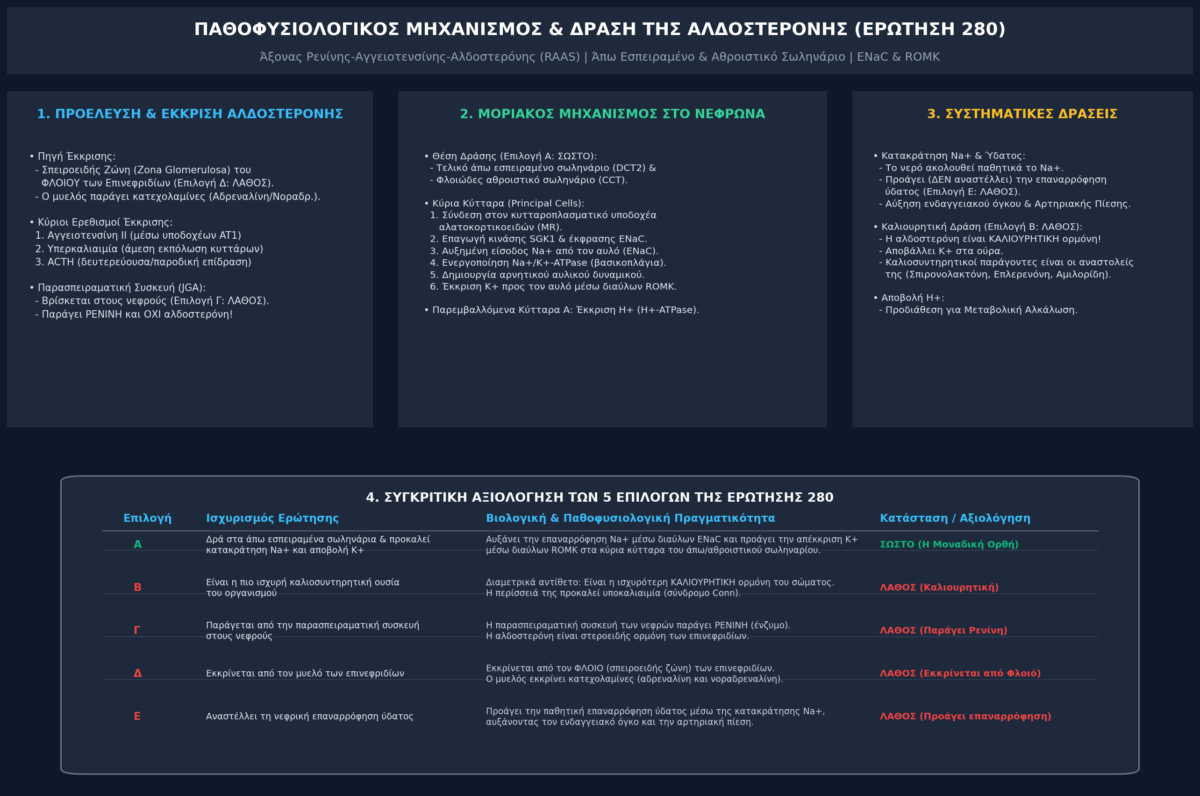 ΠΑΘΟΦΥΣΙΟΛΟΓΙΚΟΣ ΜΗΧΑΝΙΣΜΟΣ & ΔΡΑΣΗ ΤΗΣ ΑΛΔΟΣΤΕΡΟΝΗΣ (ΕΡΩΤΗΣΗ 280)
Άξονας Ρενίνης-Αγγειοτενσίνης-Αλδοστερόνης (RAAS) | Άπω Εσπειραμένο & Αθροιστικό Σωληνάριο | ENaC & ROMK
1. ΠΡΟΕΛΕΥΣΗ & ΕΚΚΡΙΣΗ ΑΛΔΟΣΤΕΡΟΝΗΣ
• Πηγή Έκκρισης:
- Σπειροειδής Ζώνη (Zona Glomerulosa) του
ΦΛΟΙΟΥ των Επινεφριδίων (Επιλογή Δ: ΛΑΘΟΣ).
- Ο μυελός παράγει κατεχολαμίνες (Αδρεναλίνη/Νοραδρ.).
• Κύριοι Ερεθισμοί Έκκρισης:
1. Αγγειοτενσίνη II (μέσω υποδοχέων AT1)
2. Υπερκαλιαιμία (άμεση εκπόλωση κυττάρων)
3. ACTH (δευτερεύουσα/παροδική επίδραση)
• Παρασπειραματική Συσκευή (JGA):
- Βρίσκεται στους νεφρούς (Επιλογή Γ: ΛΑΘΟΣ).
- Παράγει ΡΕΝΙΝΗ και ΟΧΙ αλδοστερόνη!
2. ΜΟΡΙΑΚΟΣ ΜΗΧΑΝΙΣΜΟΣ ΣΤΟ ΝΕΦΡΩΝΑ
• Θέση Δράσης (Επιλογή Α: ΣΩΣΤΟ):
- Τελικό άπω εσπειραμένο σωληνάριο (DCT2) &
- Φλοιώδες αθροιστικό σωληνάριο (CCT).
• Κύρια Κύτταρα (Principal Cells):
1. Σύνδεση στον κυτταροπλασματικό υποδοχέα
αλατοκορτικοειδών (MR).
2. Επαγωγή κινάσης SGK1 & έκφρασης ENaC.
3. Αυξημένη είσοδος Na+ από τον αυλό (ENaC).
4. Ενεργοποίηση Na+/K+-ATPase (βασικοπλάγια).
5. Δημιουργία αρνητικού αυλικού δυναμικού.
6. Έκκριση K+ προς τον αυλό μέσω διαύλων ROMK.
• Παρεμβαλλόμενα Κύτταρα Α: Έκκριση H+ (H+-ATPase).
3. ΣΥΣΤΗΜΑΤΙΚΕΣ ΔΡΑΣΕΙΣ
• Κατακράτηση Na+ & Ύδατος:
- Το νερό ακολουθεί παθητικά το Na+.
- Προάγει (ΔΕΝ αναστέλλει) την επαναρρόφηση
ύδατος (Επιλογή Ε: ΛΑΘΟΣ).
- Αύξηση ενδαγγειακού όγκου & Αρτηριακής Πίεσης.
• Καλιουρητική Δράση (Επιλογή Β: ΛΑΘΟΣ):
- Η αλδοστερόνη είναι ΚΑΛΙΟΥΡΗΤΙΚΗ ορμόνη!
- Αποβάλλει K+ στα ούρα.
- Καλιοσυντηρητικοί παράγοντες είναι οι αναστολείς
της (Σπιρονολακτόνη, Επλερενόνη, Αμιλορίδη).
• Αποβολή H+:
- Προδιάθεση για Μεταβολική Αλκάλωση.
4. ΣΥΓΚΡΙΤΙΚΗ ΑΞΙΟΛΟΓΗΣΗ ΤΩΝ 5 ΕΠΙΛΟΓΩΝ ΤΗΣ ΕΡΩΤΗΣΗΣ 280
Επιλογή Ισχυρισμός Ερώτησης Βιολογική & Παθοφυσιολογική Πραγματικότητα Κατάσταση / Αξιολόγηση
Α
Δρά στα άπω εσπειραμένα σωληνάρια & προκαλεί
κατακράτηση Na+ και αποβολή K+
Αυξάνει την επαναρρόφηση Na+ μέσω διαύλων ENaC και προάγει την απέκκριση K+
μέσω διαύλων ROMK στα κύρια κύτταρα του άπω/αθροιστικού σωληναρίου.
ΣΩΣΤΟ (Η Μοναδική Ορθή)
Β
Είναι η πιο ισχυρή καλιοσυντηρητική ουσία
του οργανισμού
Διαμετρικά αντίθετο: Είναι η ισχυρότερη ΚΑΛΙΟΥΡΗΤΙΚΗ ορμόνη του σώματος.
Η περίσσειά της προκαλεί υποκαλιαιμία (σύνδρομο Conn).
ΛΑΘΟΣ (Καλιουρητική)
Γ
Παράγεται από την παρασπειραματική συσκευή
στους νεφρούς
Η παρασπειραματική συσκευή των νεφρών παράγει ΡΕΝΙΝΗ (ένζυμο).
Η αλδοστερόνη είναι στεροειδής ορμόνη των επινεφριδίων.
ΛΑΘΟΣ (Παράγει Ρενίνη)
Δ
Εκκρίνεται από τον μυελό των επινεφριδίων
Εκκρίνεται από τον ΦΛΟΙΟ (σπειροειδής ζώνη) των επινεφριδίων.
Ο μυελός εκκρίνει κατεχολαμίνες (αδρεναλίνη και νοραδρεναλίνη).
ΛΑΘΟΣ (Εκκρίνεται από Φλοιό)
Ε
Αναστέλλει τη νεφρική επαναρρόφηση ύδατος
Προάγει την παθητική επαναρρόφηση ύδατος μέσω της κατακράτησης Na+,
αυξάνοντας τον ενδαγγειακό όγκο και την αρτηριακή πίεση.
ΛΑΘΟΣ (Προάγει επαναρρόφηση)